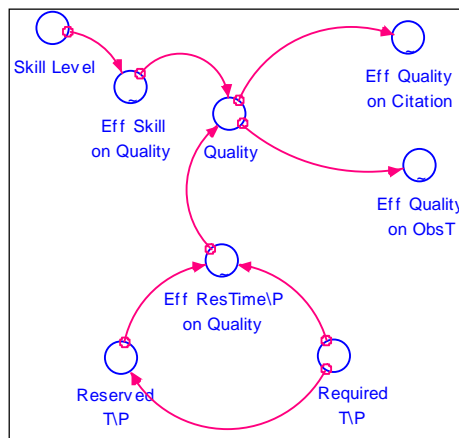 Skill Level
Eff Skill
on Quality
Quality
Eff Quality
on Citation
Eff Quality
on ObsT
Eff ResTime\P
on Quality
Reserved
T\P
Required
T\P